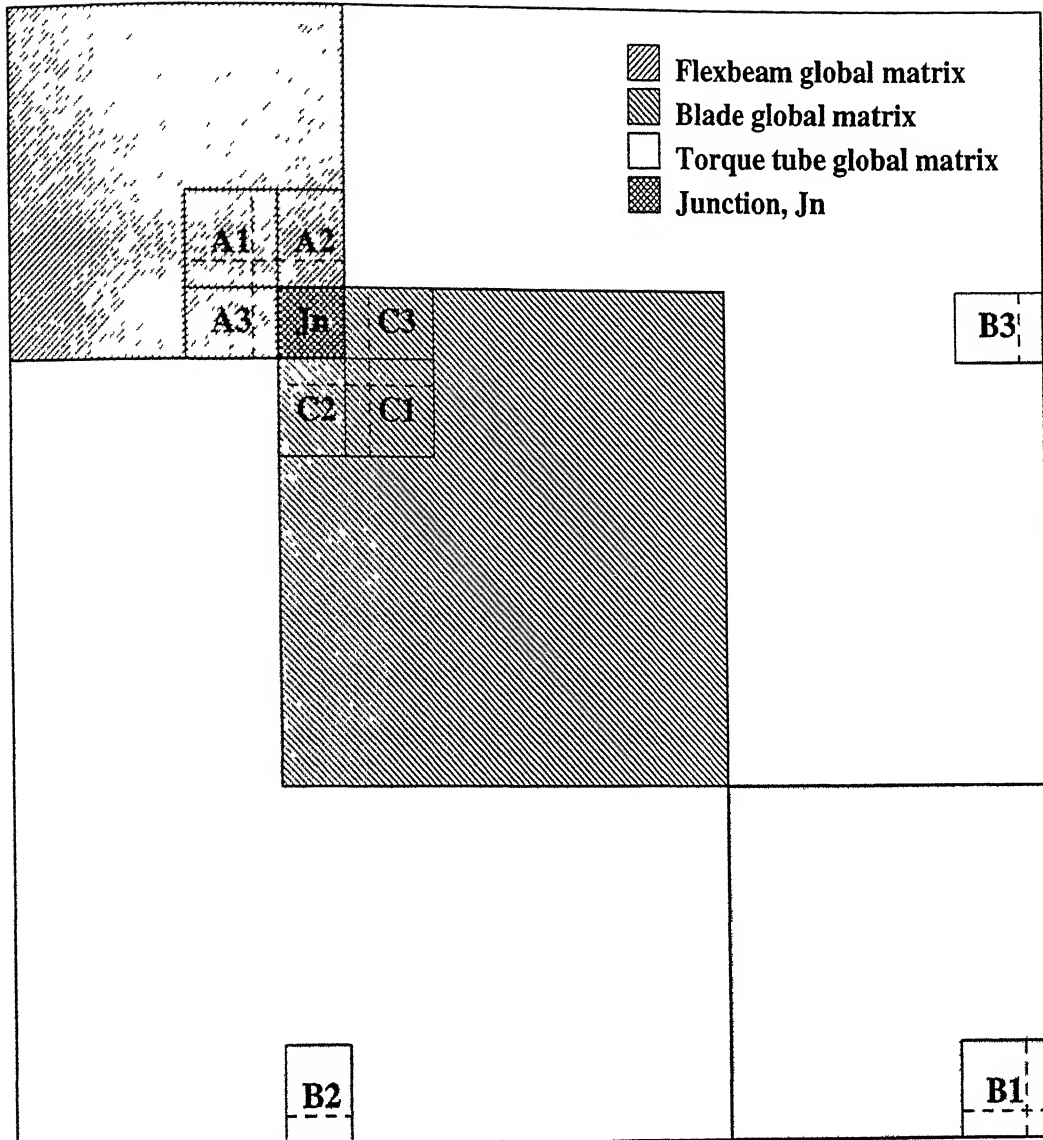 Flexbeam global matrix
Blade global matrix
Torque tube global matrix
Junction, Jn
A1 A2
A3 Jn C3 B3
C2 C1
B2 B1